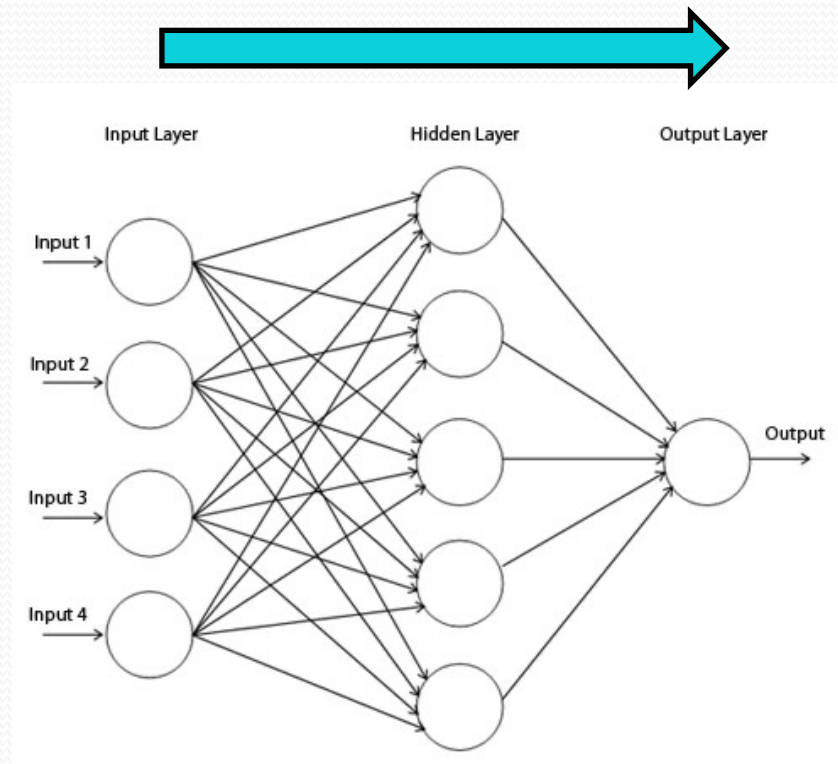 Input Layer Hidden Layer Output Layer
Input 1
Input 2
Output
Input 3
Input 4